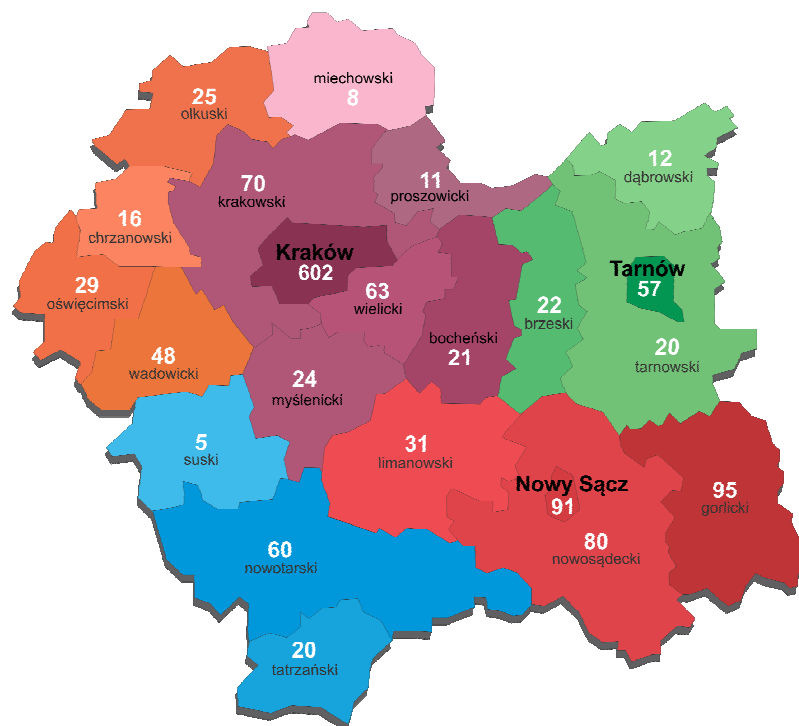 miechowski
8
25
olkuski
12
dąbrowski
70
krakowski
11
proszowicki
16
chrzanowski
Kraków
602
Tarnów
57
29
oświęcimski
63
wielicki
22
brzeski
bocheński
21
20
tarnowski
48
wadowicki
24
myślenicki
5
suski
31
limanowski
Nowy Sącz
91
95
gorlicki
60
nowotarski
80
nowosądecki
20
tatrzański